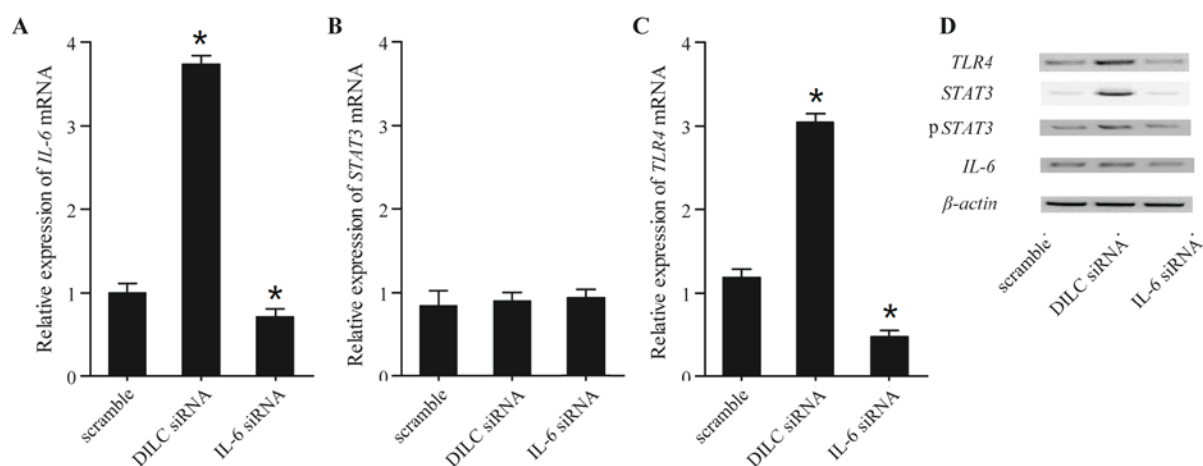 A
Relative expression of IL-6 mRNA
4
3
2
1
0
*
*
scramble
DILC siRNA
IL-6 siRNA
B
Relative expression of STAT3 mRNA
4
3
2
1
0
scramble
DILC siRNA
IL-6 siRNA
C
Relative expression of TLR4 mRNA
4
3
2
1
0
*
*
scramble
DILC siRNA
IL-6 siRNA
D
TLR4
STAT3
p STAT3
IL-6
β-actin
scramble
DILC siRNA
IL-6 siRNA